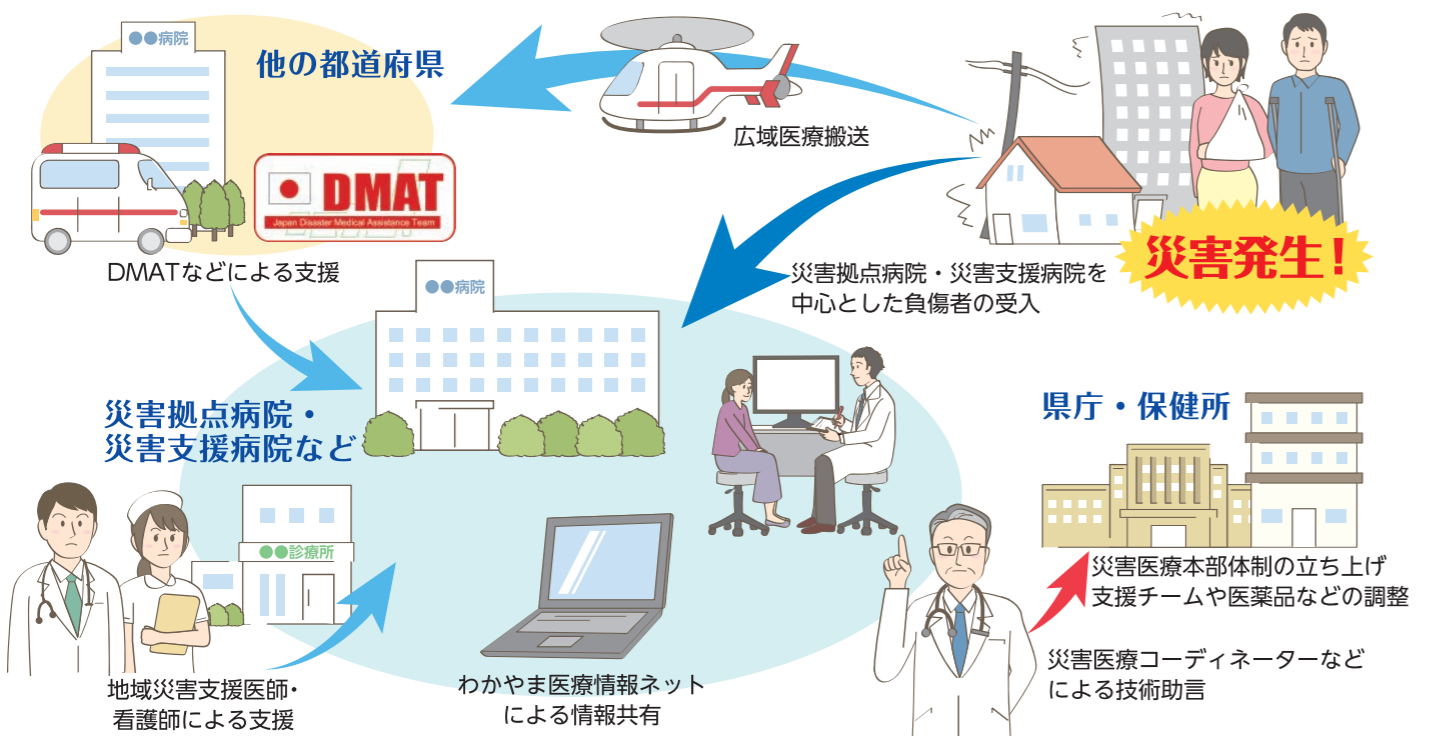 ●●病院
他の都道府県
DMAT
Japan Disaster Medical Assistance Team
DMATなどによる支援
広域医療搬送
災害発生!
災害拠点病院・災害支援病院を
中心とした負傷者の受入
●●病院
災害拠点病院・
災害支援病院など
●●診療所
地域災害支援医師・
看護師による支援
わかやま医療情報ネット
による情報共有
県庁・保健所
災害医療本部体制の立ち上げ
支援チームや医薬品などの調整
災害医療コーディネーターなど
による技術助言